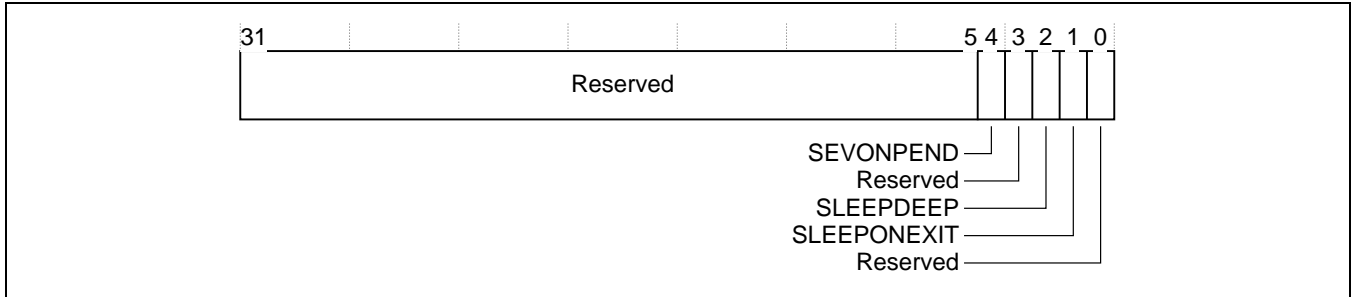 31 5 4 3 2 1 0
Reserved
SEVONPEND
Reserved
SLEEPDEEP
SLEEPONEXIT
Reserved